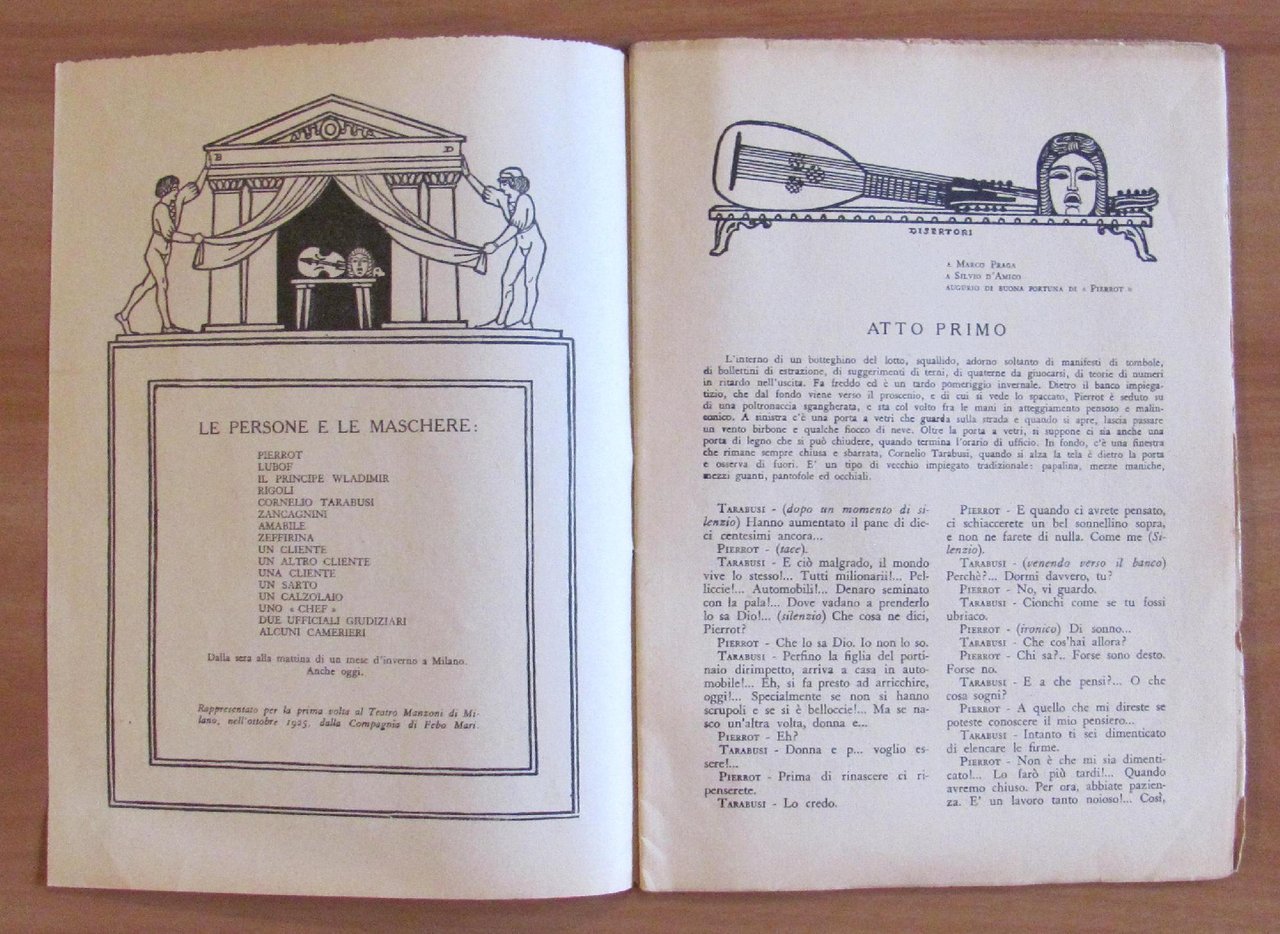 B D
LE PERSONE E LE MASCHERE:
PIERROT
LUBOF
IL PRINCIPE WLADIMIR
RIGOLI
CORNELIO TARABUSI
ZANCAGNINI
AMABILE
ZEFFIRINA
UN CLIENTE
UN ALTRO CLIENTE
UNA CLIENTE
UN SARTO
UN CALZOLAIO
UNO « CHEF »
DUE UFFICIALI GIUDIZIARI
ALCUNI CAMERIERI
Dalla sera alla mattina di un mese d'inverno a Milano.
Anche oggi.
Rappresentato per la prima volta al Teatro Manzoni di Mi-
lano, nell'ottobre 1925, dalla Compagnia di Febo Mari.
DISERTORI
A MARCO PRAGA
A SILVIO D'AMICO
AUGURIO DI BUONA FORTUNA DI « PIERROT »
ATTO PRIMO
L'interno di un botteghino del lotto, squallido, adorno soltanto di manifesti di tombole,
di bollettini di estrazione, di suggerimenti di terni, di quaterne da giuocarsi, di teorie di numeri
in ritardo nell'uscita. Fa freddo ed è un tardo pomeriggio invernale. Dietro il banco impiega-
tizio, che dal fondo viene verso il proscenio, e di cui si vede lo spaccato, Pierrot è seduto su
di una poltronaccia sgangherata, e sta col volto fra le mani in atteggiamento pensoso e malin-
conico. A sinistra c'è una porta a vetri che guarda sulla strada e quando si apre, lascia passare
un vento birbone e qualche fiocco di neve. Oltre la porta a vetri, si suppone ci sia anche una
porta di legno che si può chiudere, quando termina l'orario di ufficio. In fondo, c'è una finestra
che rimane sempre chiusa e sbarrata, Cornelio Tarabusi, quando si alza la tela è dietro la porta
e osserva di fuori. E' un tipo di vecchio impiegato tradizionale: papalina, mezze maniche,
mezzi guanti, pantofole ed occhiali.
TARABUSI - (dopo un momento di si-
lenzio) Hanno aumentato il pane di die-
ci centesimi ancora...
PIERROT - (tace).
TARABUSI - E ciò malgrado, il mondo
vive lo stesso!... Tutti milionarii!... Pel-
liccie!... Automobili!... Denaro seminato
con la pala!... Dove vadano a prenderlo
lo sa Dio!... (silenzio) Che cosa ne dici,
Pierrot?
PIERROT - Che lo sa Dio. Io non lo so.
TARABUSI - Perfino la figlia del porti-
naio dirimpetto, arriva a casa in auto-
mobile!... Eh, si fa presto ad arricchire,
oggi!... Specialmente se non si hanno
scrupoli e se si è belloccie!... Ma se na-
sco un'altra volta, donna e...
PIERROT - Eh?
TARABUSI - Donna e p... voglio es-
sere!...
PIERROT - Prima di rinascere ci ri-
penserete.
TARABUSI - Lo credo.
PIERROT - E quando ci avrete pensato,
ci schiaccerete un bel sonnellino sopra,
e non ne farete di nulla. Come me (Si-
lenzio).
TARABUSI - (venendo verso il banco)
Perchè?... Dormi davvero, tu?
PIERROT - No, vi guardo.
TARABUSI - Cionchi come se tu fossi
ubriaco.
PIERROT - (ironico) Di sonno...
TARABUSI - Che cos'hai allora?
PIERROT - Chi sa?.. Forse sono desto.
Forse no.
TARABUSI - E a che pensi?... O che
cosa sogni?
PIERROT - A quello che mi direste se
poteste conoscere il mio pensiero...
TARABUSI - Intanto ti sei dimenticato
di elencare le firme.
PIERROT - Non è che mi sia dimenti-
cato!... Lo farò più tardi!... Quando
avremo chiuso. Per ora, abbiate pazien-
za. E' un lavoro tanto noioso!... Così,